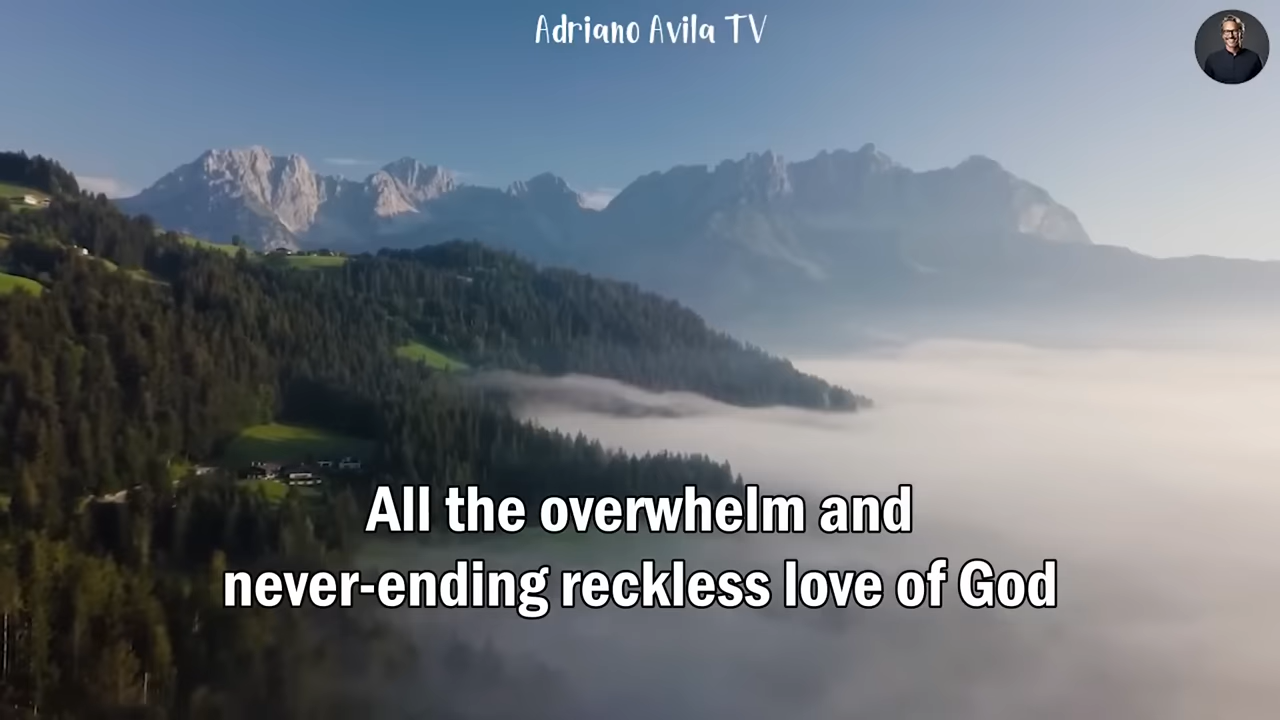 Adriano Avila TV
All the overwhelm and
never-ending reckless love of God